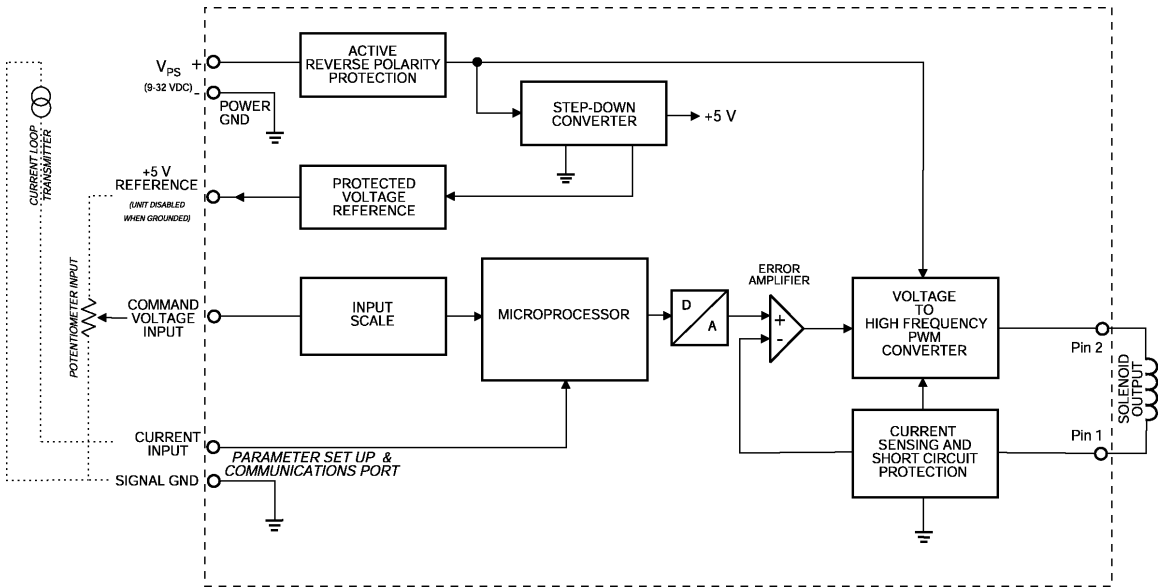 V PS +
(9-32 VDC) -
POWER
GND
ACTIVE
REVERSE POLARITY
PROTECTION
STEP-DOWN
CONVERTER
+5 V
CURRENT LOOP
TRANSMITTER
+5 V
REFERENCE
(UNIT DISABLED
WHEN GROUNDED)
PROTECTED
VOLTAGE
REFERENCE
POTENTIOMETER INPUT
COMMAND
VOLTAGE
INPUT
INPUT
SCALE
MICROPROCESSOR
D
A
ERROR
AMPLIFIER
+
-
VOLTAGE
TO
HIGH FREQUENCY
PWM
CONVERTER
Pin 2
SOLENOID
OUTPUT
Pin 1
CURRENT
SENSING AND
SHORT CIRCUIT
PROTECTION
CURRENT
INPUT
PARAMETER SET UP &
COMMUNICATIONS PORT
SIGNAL GND